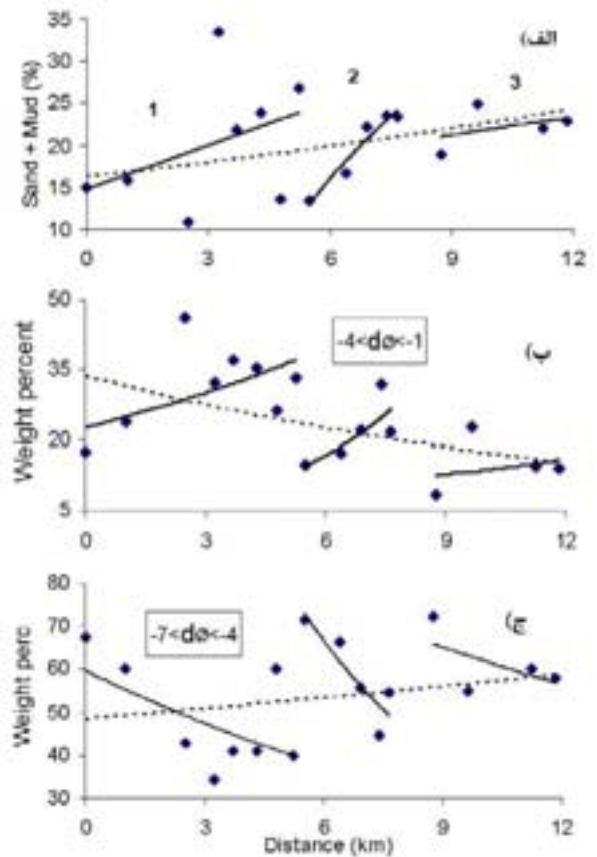 35
30
25
20
15
10
Sand + Mud (%)
الف)
1
2
3
0 3 6 9 12
50
35
20
5
Weight percent
-4<dø<-1
پ)
0 3 6 9 12
80
70
60
50
40
30
Weight perc
-7<dø<-4
ج)
0 3 6 9 12
Distance (km)